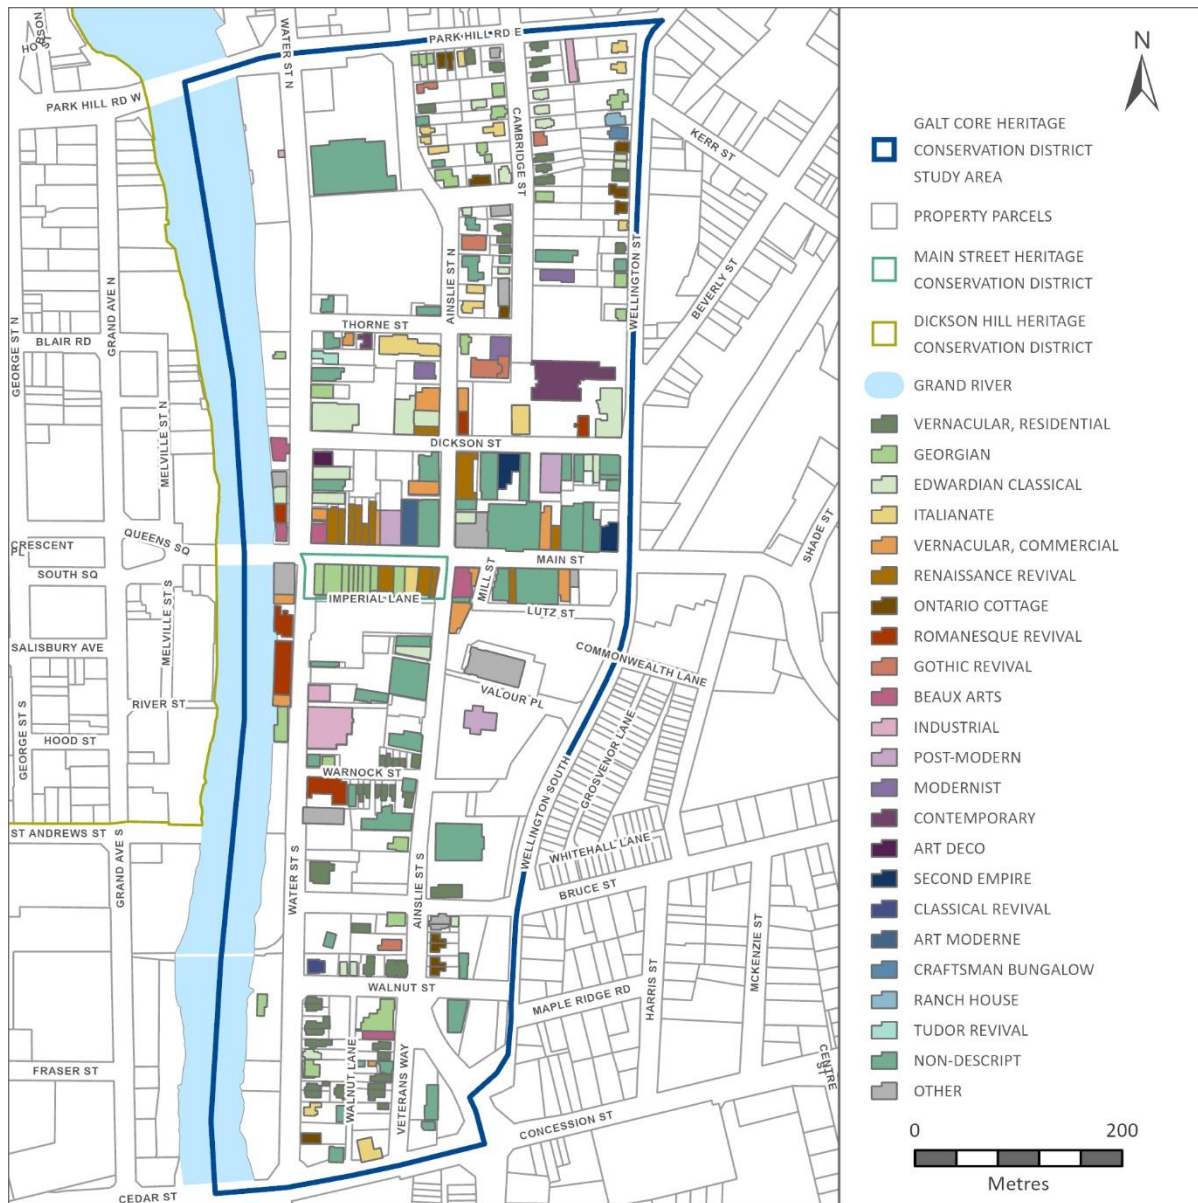 HOBSON
HO ST
PARK HILL RD W
WATER ST N
PARK HILL RD E
CAMBRIDGE ST
KERR ST
BEVERLY ST
WELLINGTON ST
AINSLIE ST N
THORNE ST
GEORGE ST N
BLAIR RD
GRAND AVE N
MELVILLE ST N
DICKSON ST
QUEENS SQ
CRESCENT
PL
SOUTH SQ
MAIN ST
SHADE ST
MILL ST
IMPERIAL LANE
LUTZ ST
SALISBURY AVE
MELVILLE ST S
COMMONWEALTH LANE
VALOUR PL
RIVER ST
GEORGE ST S
HOOD ST
GROSVENOR LANE
WARNOCK ST
WELLINGTON SOUTH
ST ANDREWS ST
GRAND AVE S
WATER ST S
AINSLIE ST S
WHITEHALL LANE
BRUCE ST
WALNUT ST
MAPLE RIDGE RD
HARRIS ST
MCKENZIE ST
FRASER ST
WALNUT LANE
VETERANS WAY
CENTRE
ST
CONCESSION ST
CEDAR ST
N
GALT CORE HERITAGE
CONSERVATION DISTRICT
STUDY AREA
PROPERTY PARCELS
MAIN STREET HERITAGE
CONSERVATION DISTRICT
DICKSON HILL HERITAGE
CONSERVATION DISTRICT
GRAND RIVER
VERNACULAR, RESIDENTIAL
GEORGIAN
EDWARDIAN CLASSICAL
ITALIANATE
VERNACULAR, COMMERCIAL
RENAISSANCE REVIVAL
ONTARIO COTTAGE
ROMANESQUE REVIVAL
GOTHIC REVIVAL
BEAUX ARTS
INDUSTRIAL
POST-MODERN
MODERNIST
CONTEMPORARY
ART DECO
SECOND EMPIRE
CLASSICAL REVIVAL
ART MODERNE
CRAFTSMAN BUNGALOW
RANCH HOUSE
TUDOR REVIVAL
NON-DESCRIPT
OTHER
0 200
Metres